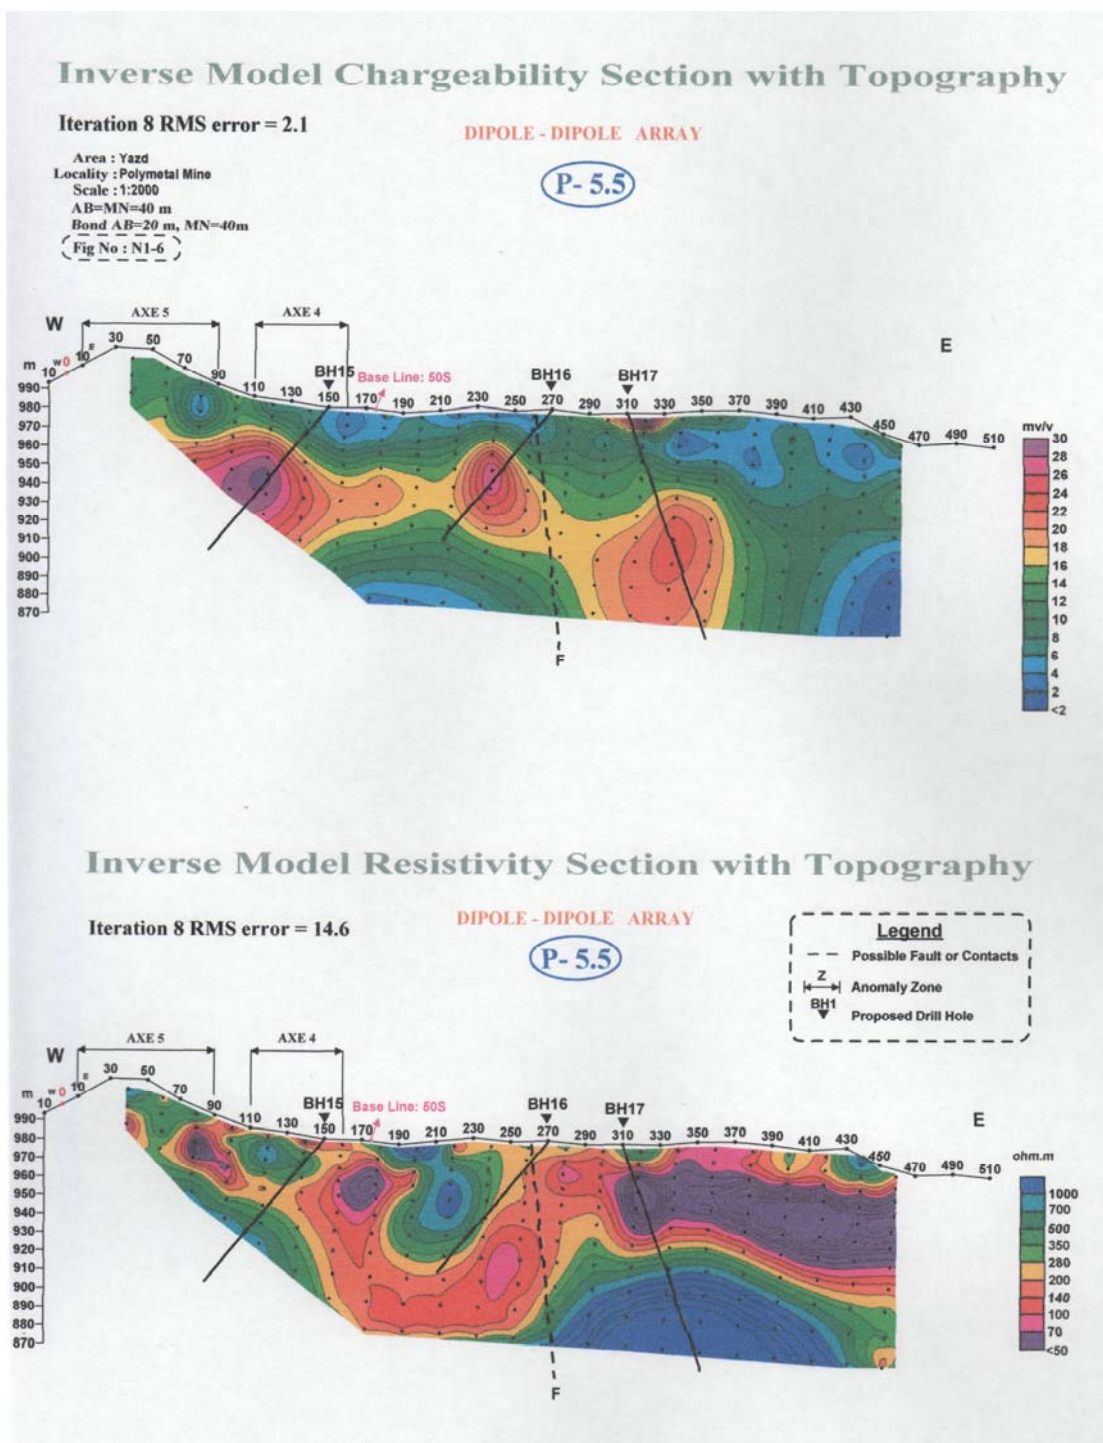 Inverse Model Chargeability Section with Topography
Iteration 8 RMS error = 2.1
DIPOLE - DIPOLE ARRAY
Area : Yazd
Locality : Polymetal Mine
Scale : 1:2000
AB=MN=40 m
Bond AB=20 m, MN=40m
Fig No : N1-6
P- 5.5
AXE 5 AXE 4
W E
m
10 W 0 10 E 30 50 70 90 110 130 150 170 190 210 230 250 270 290 310 330 350 370 390 410 430 450 470 490 510
BH15 Base Line: 50S BH16 BH17
990
980
970
960
950
940
930
920
910
900
890
880
870
F
mv/v
30
28
26
24
22
20
18
16
14
12
10
8
6
4
2
<2
Inverse Model Resistivity Section with Topography
Iteration 8 RMS error = 14.6
DIPOLE - DIPOLE ARRAY
P- 5.5
Legend
Possible Fault or Contacts
Z Anomaly Zone
BH1 Proposed Drill Hole
AXE 5 AXE 4
W E
m
10 W 0 10 E 30 50 70 90 110 130 150 170 190 210 230 250 270 290 310 330 350 370 390 410 430 450 470 490 510
BH15 Base Line: 50S BH16 BH17
990
980
970
960
950
940
930
920
910
900
890
880
870
F
ohm.m
1000
700
500
350
280
200
140
100
70
<50